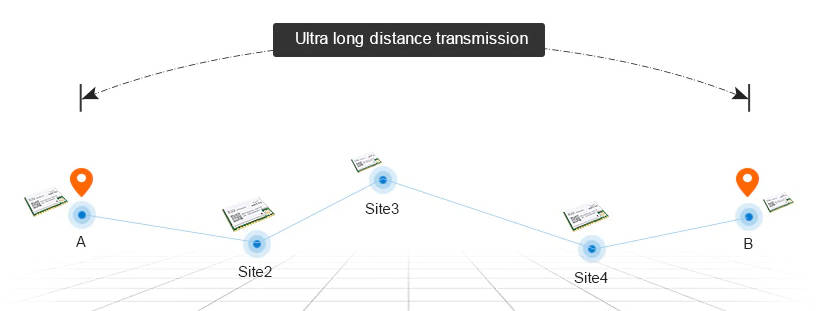 Ultra long distance transmission
A
Site2
Site3
Site4
B